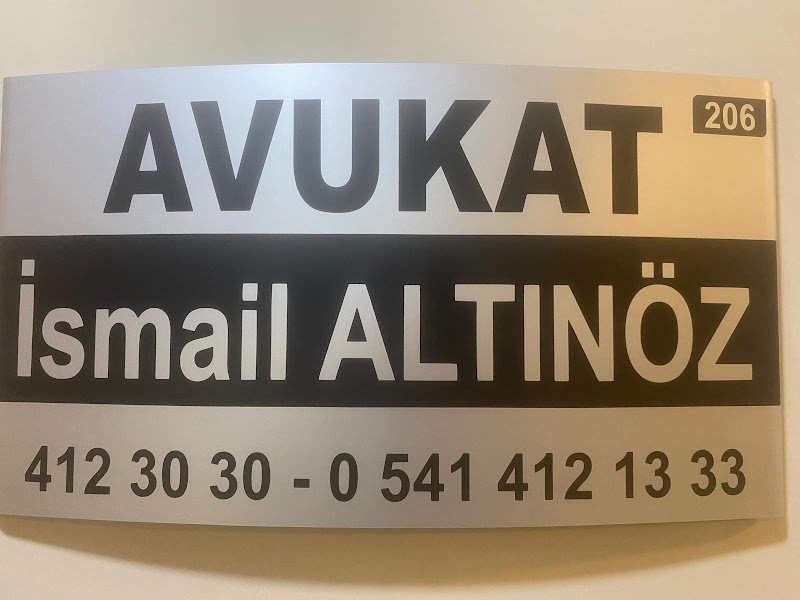 AVUKAT
206
İsmail ALTINÖZ
412 30 30 - 0 541 412 13 33